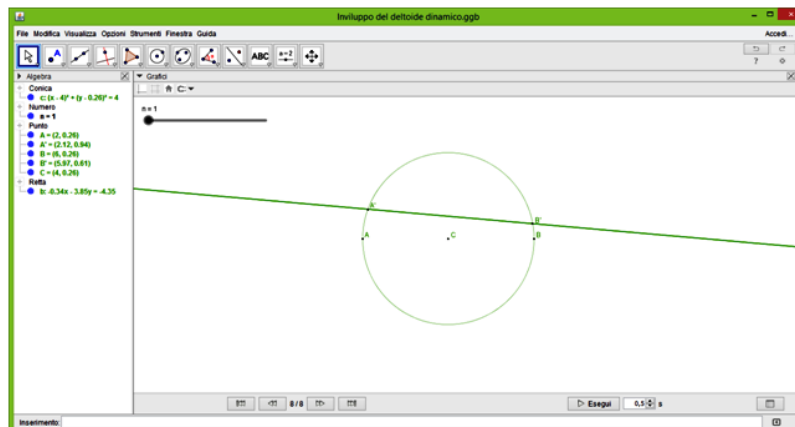 Inviluppo del deltoide dinamico.ggb
File Modifica Visualizza Opzioni Strumenti Finestra Guida Accedi...
ABC a=2
Algebra Grafici
Conica
c: (x - 4)² + (y - 0.26)² = 4
Numero
n = 1
Punto
A = (2, 0.26)
A' = (2.12, 0.94)
B = (6, 0.26)
B' = (5.97, 0.61)
C = (4, 0.26)
Retta
b: -0.34x - 3.85y = -4.35
n = 1
A'
B'
A C B
8/8 Esegui 0,5 s
Inserimento: